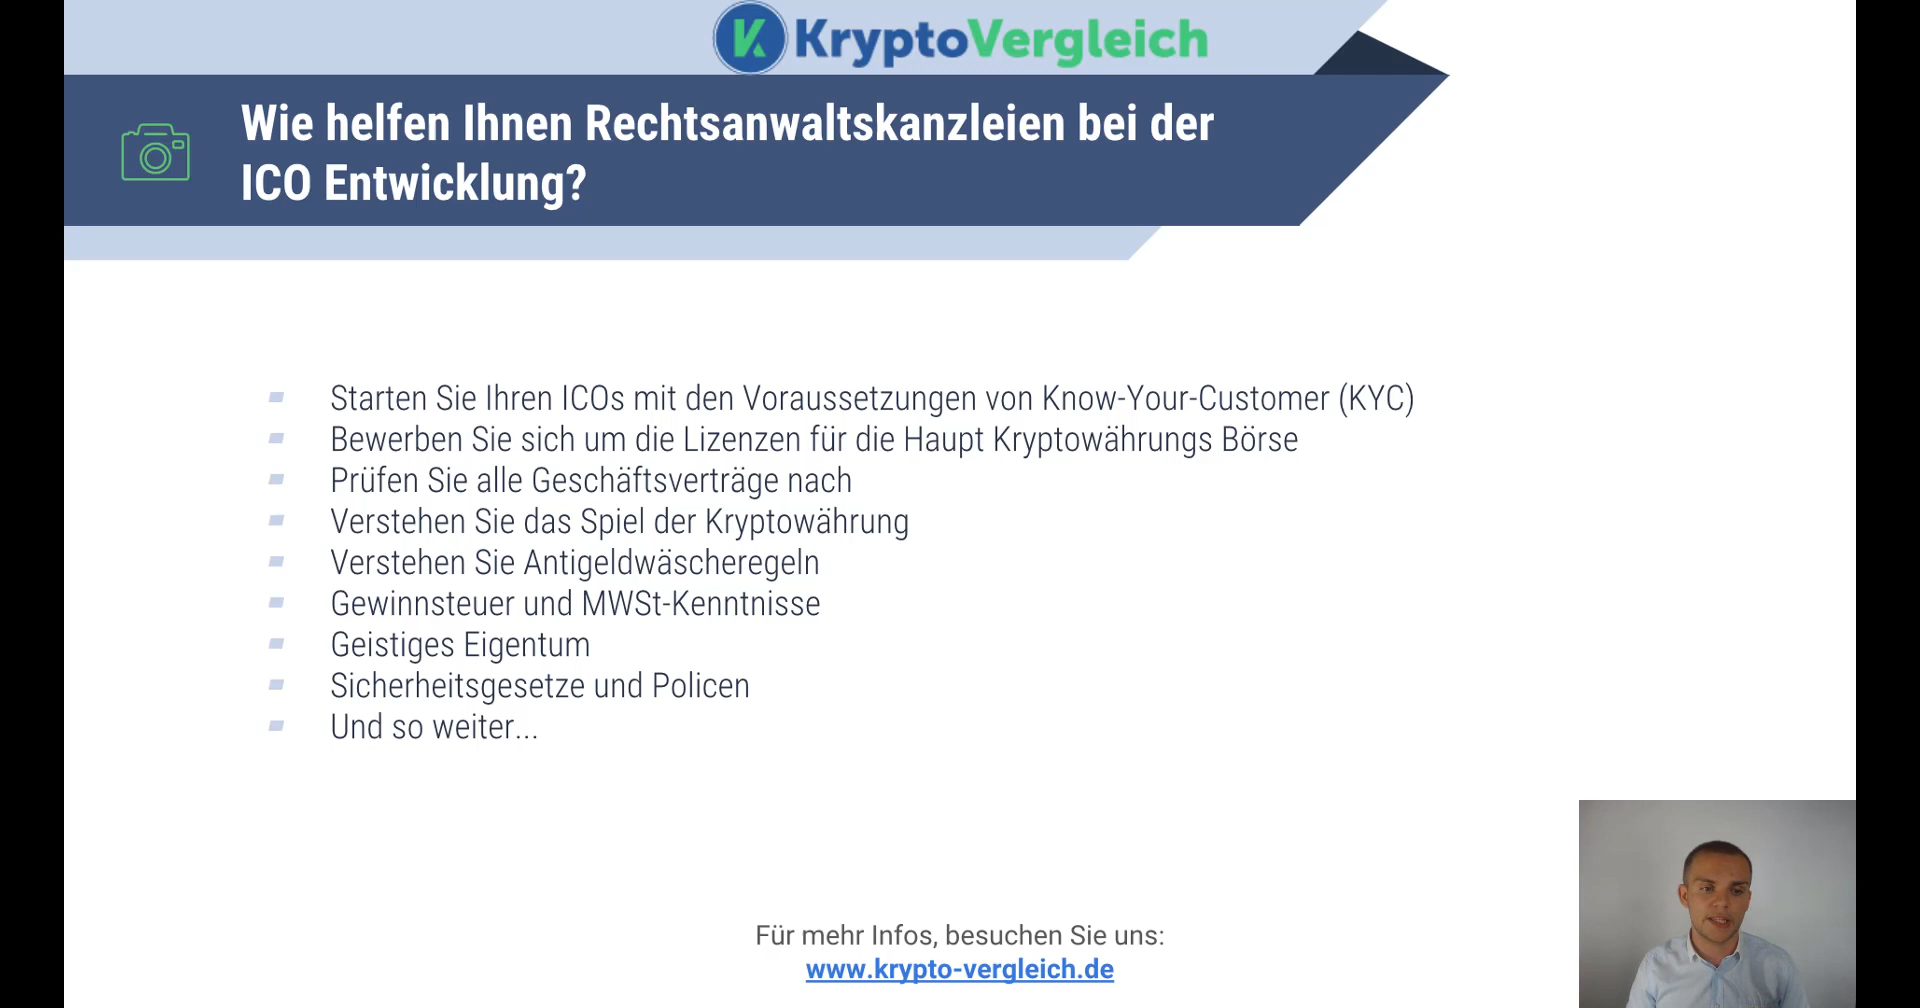 KryptoVergleich
Wie helfen Ihnen Rechtsanwaltskanzleien bei der
ICO Entwicklung?
Starten Sie Ihren ICOs mit den Voraussetzungen von Know-Your-Customer (KYC)
Bewerben Sie sich um die Lizenzen für die Haupt Kryptowährungs Börse
Prüfen Sie alle Geschäftsverträge nach
Verstehen Sie das Spiel der Kryptowährung
Verstehen Sie Antigeldwäscheregeln
Gewinnsteuer und MWSt-Kenntnisse
Geistiges Eigentum
Sicherheitsgesetze und Policen
Und so weiter...
Für mehr Infos, besuchen Sie uns:
www.krypto-vergleich.de